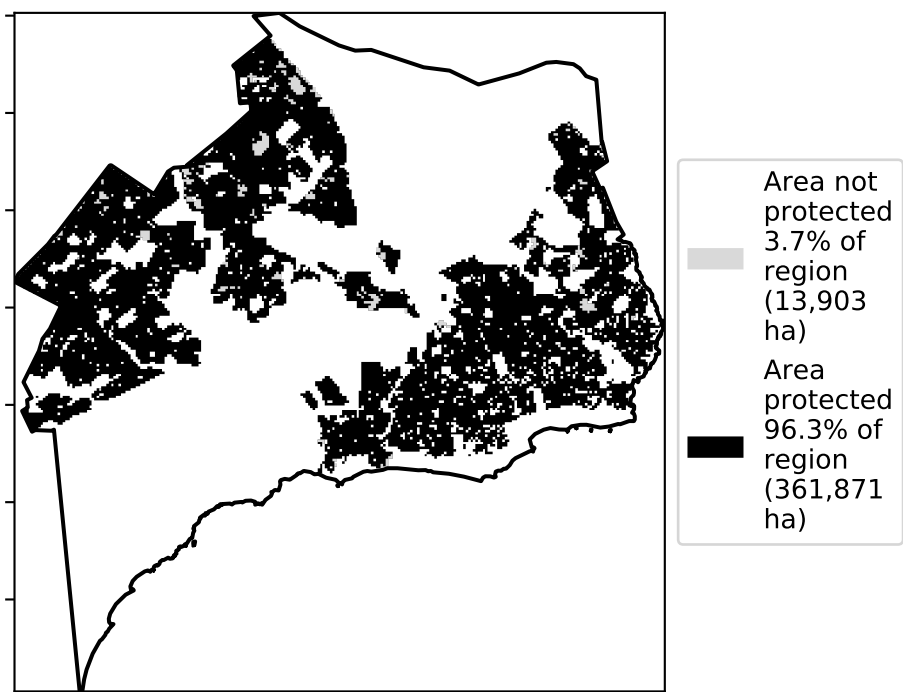 Area not
protected
3.7% of
region
(13,903
ha)
Area
protected
96.3% of
region
(361,871
ha)